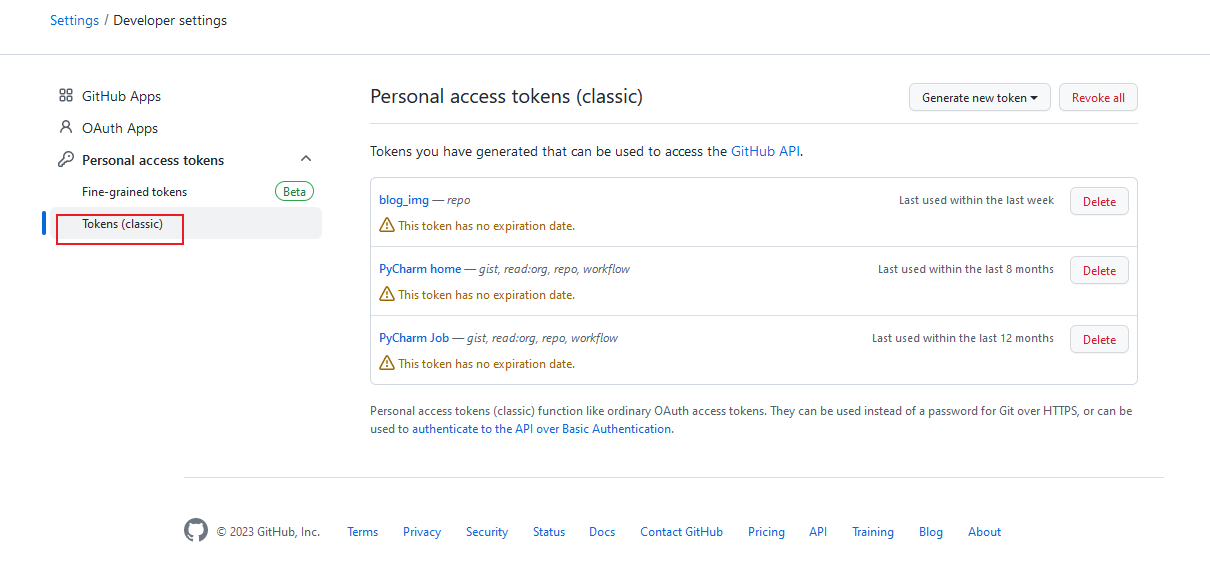 Settings / Developer settings
GitHub Apps
OAuth Apps
Personal access tokens
Fine-grained tokens Beta
Tokens (classic)
Personal access tokens (classic) Generate new token Revoke all
Tokens you have generated that can be used to access the GitHub API.
blog_img — repo Last used within the last week Delete
This token has no expiration date.
PyCharm home — gist, read:org, repo, workflow Last used within the last 8 months Delete
This token has no expiration date.
PyCharm Job — gist, read:org, repo, workflow Last used within the last 12 months Delete
This token has no expiration date.
Personal access tokens (classic) function like ordinary OAuth access tokens. They can be used instead of a password for Git over HTTPS, or can be
used to authenticate to the API over Basic Authentication.
© 2023 GitHub, Inc. Terms Privacy Security Status Docs Contact GitHub Pricing API Training Blog About